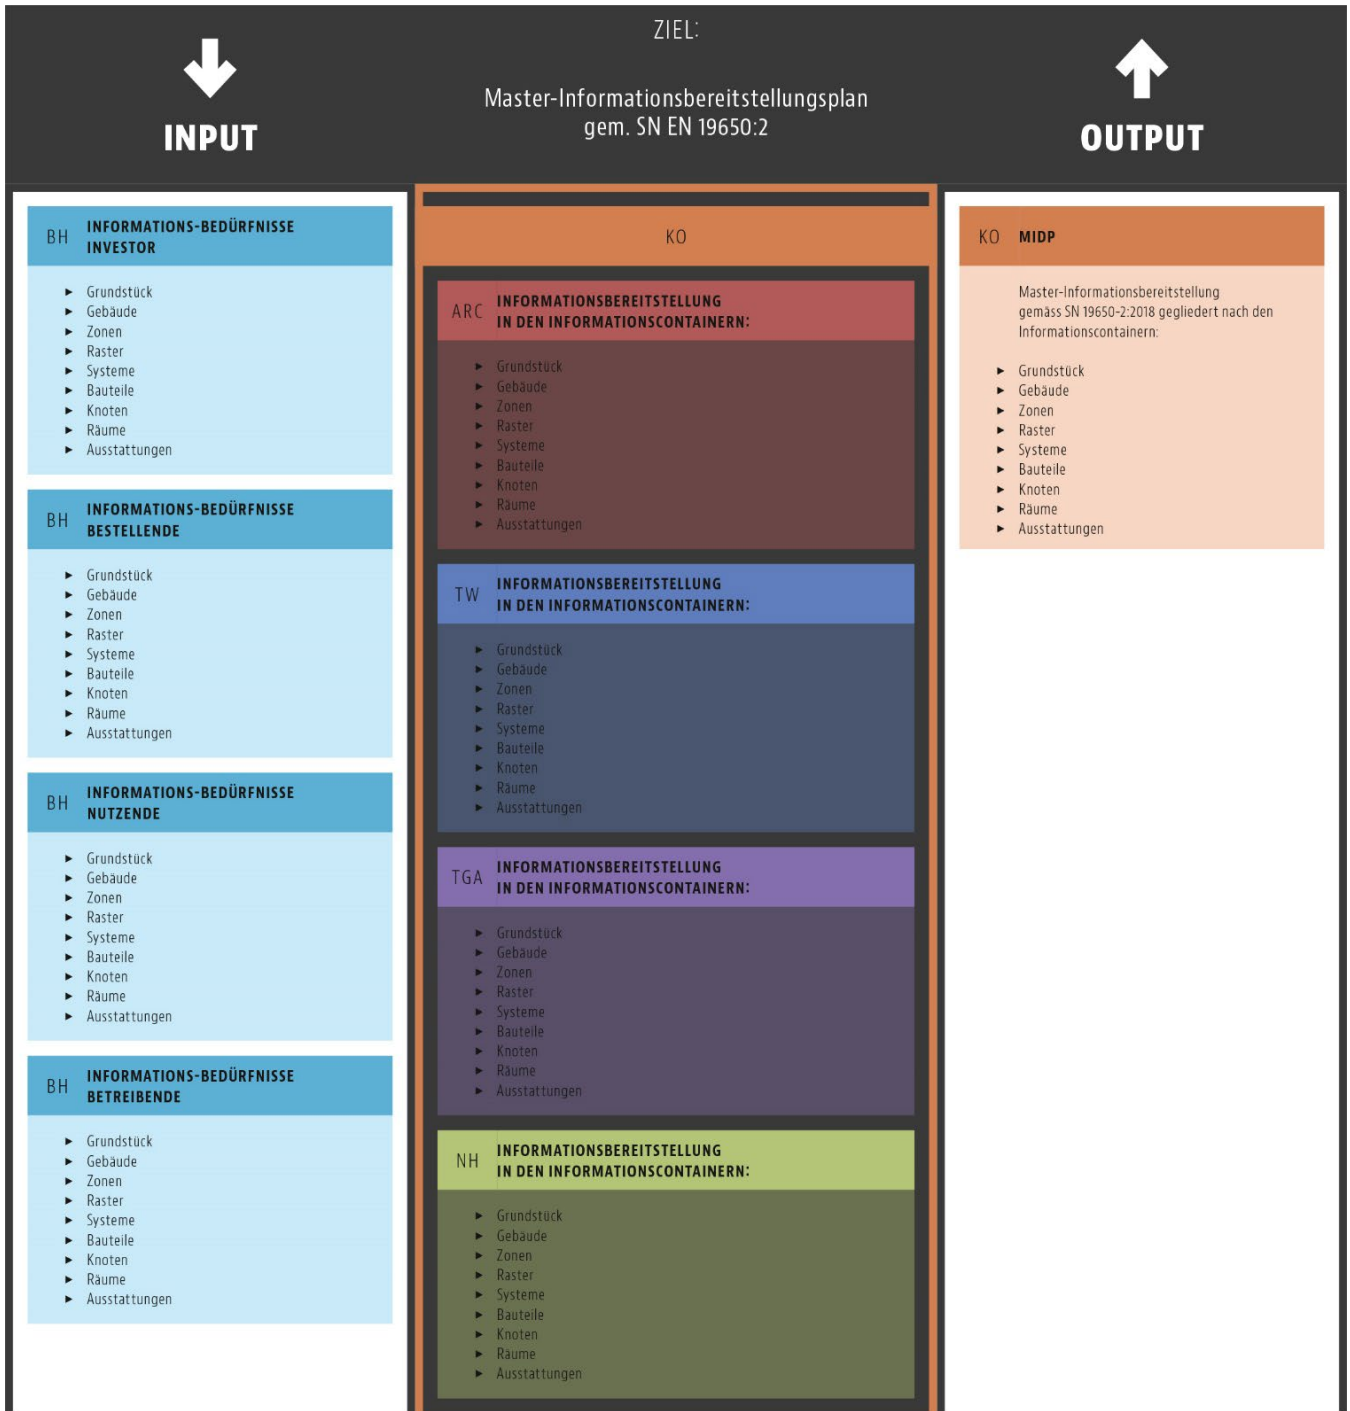 ZIEL:
Master-Informationsbereitstellungsplan
gem. SN EN 19650:2
INPUT
OUTPUT
BH
INFORMATIONS-BEDÜRFNISSE
INVESTOR
► Grundstück
► Gebäude
► Zonen
► Raster
► Systeme
► Bauteile
► Knoten
► Räume
► Ausstattungen
BH
INFORMATIONS-BEDÜRFNISSE
BESTELLENDE
► Grundstück
► Gebäude
► Zonen
► Raster
► Systeme
► Bauteile
► Knoten
► Räume
► Ausstattungen
BH
INFORMATIONS-BEDÜRFNISSE
NUTZENDE
► Grundstück
► Gebäude
► Zonen
► Raster
► Systeme
► Bauteile
► Knoten
► Räume
► Ausstattungen
BH
INFORMATIONS-BEDÜRFNISSE
BETREIBENDE
► Grundstück
► Gebäude
► Zonen
► Raster
► Systeme
► Bauteile
► Knoten
► Räume
► Ausstattungen
KO
ARC
INFORMATIONSBEREITSTELLUNG
IN DEN INFORMATIONSCONTAINERN:
► Grundstück
► Gebäude
► Zonen
► Raster
► Systeme
► Bauteile
► Knoten
► Räume
► Ausstattungen
TW
INFORMATIONSBEREITSTELLUNG
IN DEN INFORMATIONSCONTAINERN:
► Grundstück
► Gebäude
► Zonen
► Raster
► Systeme
► Bauteile
► Knoten
► Räume
► Ausstattungen
TGA
INFORMATIONSBEREITSTELLUNG
IN DEN INFORMATIONSCONTAINERN:
► Grundstück
► Gebäude
► Zonen
► Raster
► Systeme
► Bauteile
► Knoten
► Räume
► Ausstattungen
NH
INFORMATIONSBEREITSTELLUNG
IN DEN INFORMATIONSCONTAINERN:
► Grundstück
► Gebäude
► Zonen
► Raster
► Systeme
► Bauteile
► Knoten
► Räume
► Ausstattungen
KO MIDP
Master-Informationsbereitstellung
gemäss SN 19650-2:2018 gegliedert nach den
Informationscontainern:
► Grundstück
► Gebäude
► Zonen
► Raster
► Systeme
► Bauteile
► Knoten
► Räume
► Ausstattungen